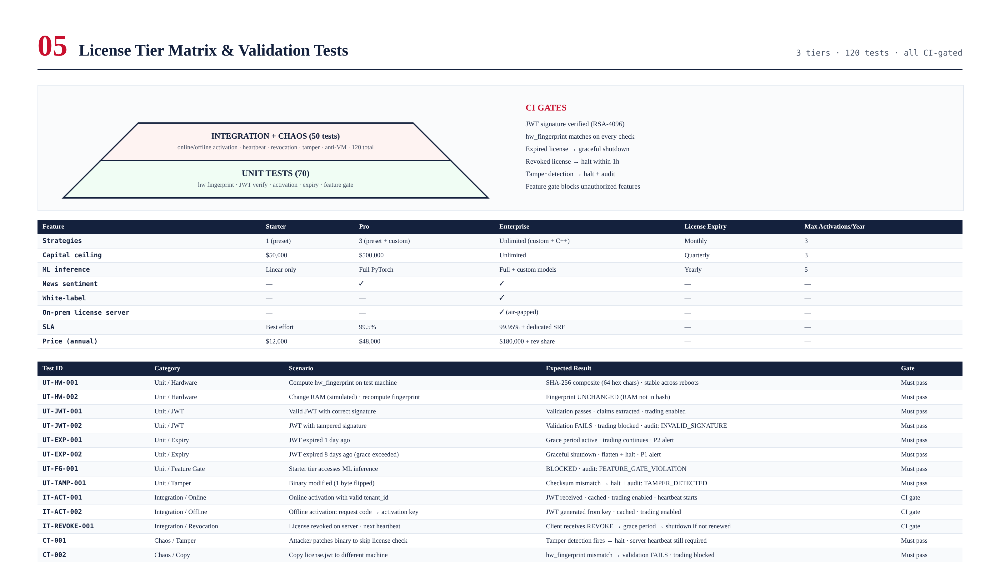 05 License Tier Matrix & Validation Tests
3 tiers · 120 tests · all CI-gated
INTEGRATION + CHAOS (50 tests)
online/offline activation · heartbeat · revocation · tamper · anti-VM · 120 total
UNIT TESTS (70)
hw fingerprint · JWT verify · activation · expiry · feature gate
CI GATES
JWT signature verified (RSA-4096)
hw_fingerprint matches on every check
Expired license → graceful shutdown
Revoked license → halt within 1h
Tamper detection → halt + audit
Feature gate blocks unauthorized features
Feature Starter Pro Enterprise License Expiry Max Activations/Year
Strategies 1 (preset) 3 (preset + custom) Unlimited (custom + C++) Monthly 3
Capital ceiling $50,000 $500,000 Unlimited Quarterly 3
ML inference Linear only Full PyTorch Full + custom models Yearly 5
News sentiment — ✓ ✓ — —
White-label — — ✓ — —
On-prem license server — — ✓ (air-gapped) — —
SLA Best effort 99.5% 99.95% + dedicated SRE — —
Price (annual) $12,000 $48,000 $180,000 + rev share — —
Test ID Category Scenario Expected Result Gate
UT-HW-001 Unit / Hardware Compute hw_fingerprint on test machine SHA-256 composite (64 hex chars) · stable across reboots Must pass
UT-HW-002 Unit / Hardware Change RAM (simulated) · recompute fingerprint Fingerprint UNCHANGED (RAM not in hash) Must pass
UT-JWT-001 Unit / JWT Valid JWT with correct signature Validation passes · claims extracted · trading enabled Must pass
UT-JWT-002 Unit / JWT JWT with tampered signature Validation FAILS · trading blocked · audit: INVALID_SIGNATURE Must pass
UT-EXP-001 Unit / Expiry JWT expired 1 day ago Grace period active · trading continues · P2 alert Must pass
UT-EXP-002 Unit / Expiry JWT expired 8 days ago (grace exceeded) Graceful shutdown · flatten + halt · P1 alert Must pass
UT-FG-001 Unit / Feature Gate Starter tier accesses ML inference BLOCKED · audit: FEATURE_GATE_VIOLATION Must pass
UT-TAMP-001 Unit / Tamper Binary modified (1 byte flipped) Checksum mismatch → halt + audit: TAMPER_DETECTED Must pass
IT-ACT-001 Integration / Online Online activation with valid tenant_id JWT received · cached · trading enabled · heartbeat starts CI gate
IT-ACT-002 Integration / Offline Offline activation: request code → activation key JWT generated from key · cached · trading enabled CI gate
IT-REVOKE-001 Integration / Revocation License revoked on server · next heartbeat Client receives REVOKE → grace period → shutdown if not renewed CI gate
CT-001 Chaos / Tamper Attacker patches binary to skip license check Tamper detection fires → halt · server heartbeat still required Must pass
CT-002 Chaos / Copy Copy license.jwt to different machine hw_fingerprint mismatch → validation FAILS · trading blocked Must pass